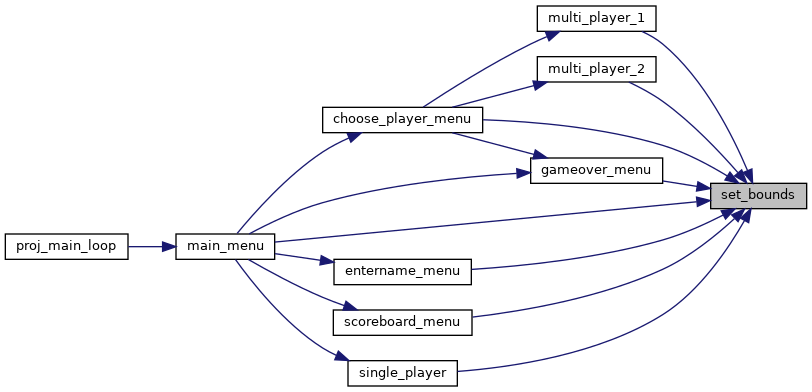 multi_player_1
multi_player_2
choose_player_menu
gameover_menu
set_bounds
proj_main_loop
main_menu
entername_menu
scoreboard_menu
single_player